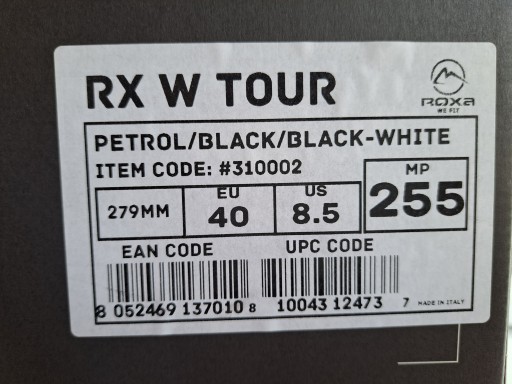 RX W TOUR
ROXA
WE FIT
PETROL/BLACK/BLACK-WHITE
ITEM CODE: #310002
MP
255
279MM
EU
40
US
8.5
EAN CODE
UPC CODE
8 052469 137010 8
10043 12473 7
MADE IN ITALY